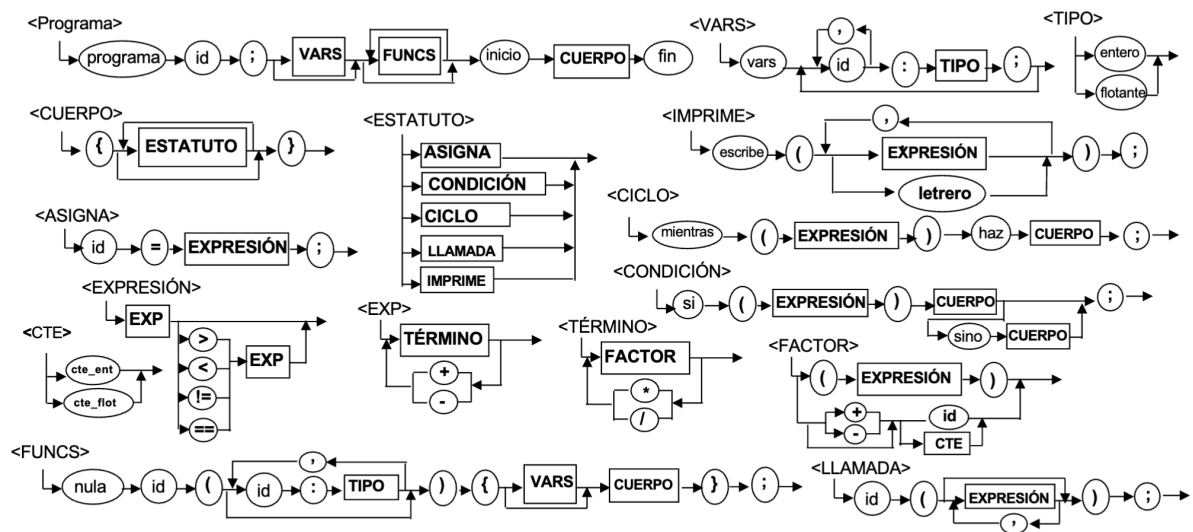 <Programa>
programa id ; VARS FUNCS inicio CUERPO fin
<VARS>
,
vars id : TIPO ;
<TIPO>
entero
flotante
<CUERPO>
{ ESTATUTO }
<ESTATUTO>
ASIGNA
CONDICIÓN
CICLO
LLAMADA
IMPRIME
<IMPRIME>
,
escribe ( EXPRESIÓN ) ;
letrero
<ASIGNA>
id = EXPRESIÓN ;
<CICLO>
mientras ( EXPRESIÓN ) haz CUERPO ;
<EXPRESIÓN>
EXP
>
<
!=
==
EXP
<CONDICIÓN>
si ( EXPRESIÓN ) CUERPO ;
sino CUERPO
<CTE>
cte_ent
cte_flot
<EXP>
TÉRMINO
+
-
<TÉRMINO>
FACTOR
*
/
<FACTOR>
( EXPRESIÓN )
+
-
id
CTE
<FUNCS>
,
nula id ( id : TIPO ) { VARS CUERPO } ;
<LLAMADA>
id ( EXPRESIÓN ) ;
,